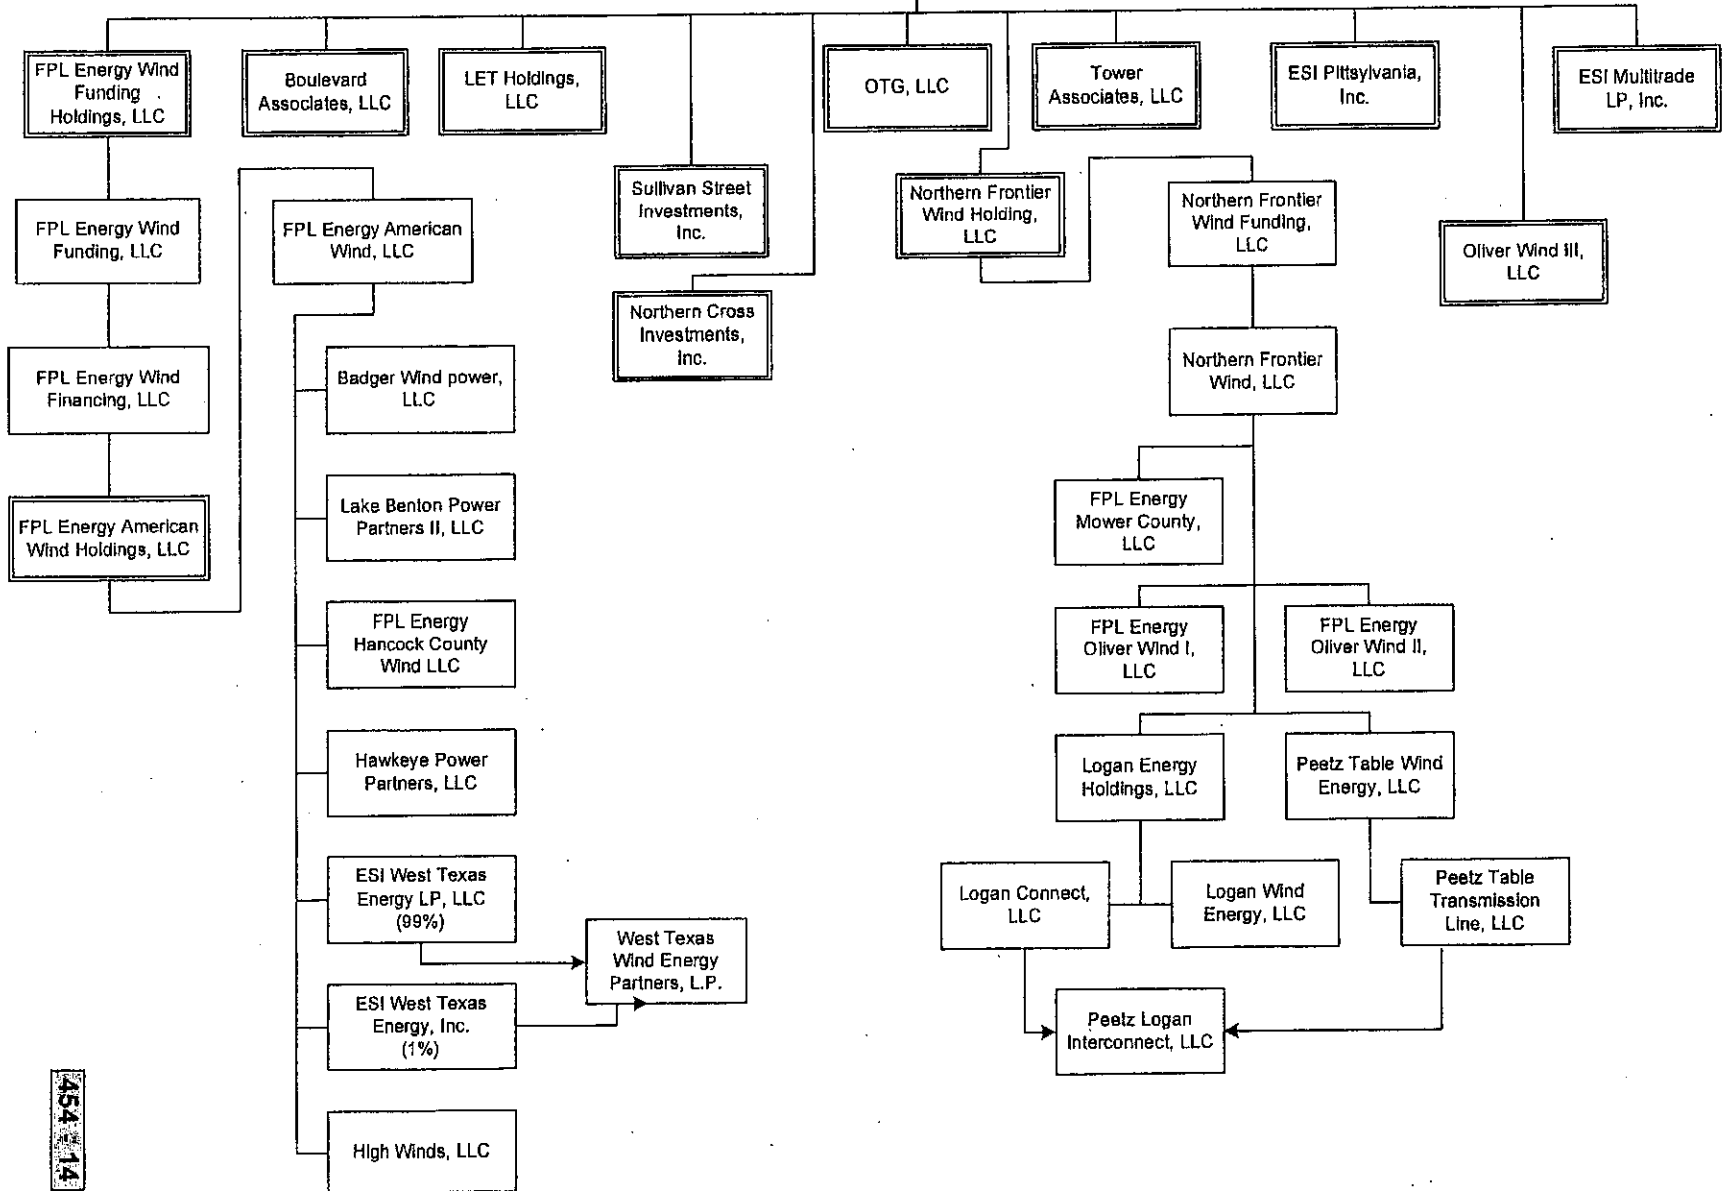 FPL Energy Wind
Funding
Holdings, LLC
Boulevard
Associates, LLC
LET Holdings,
LLC
OTG, LLC
Tower
Associates, LLC
ESI Pittsylvania,
Inc.
ESI Multitrade
LP, Inc.
FPL Energy Wind
Funding, LLC
FPL Energy American
Wind, LLC
Sullivan Street
Investments,
Inc.
Northern Frontier
Wind Holding,
LLC
Northern Frontier
Wind Funding,
LLC
Oliver Wind III,
LLC
Northern Cross
Investments,
Inc.
FPL Energy Wind
Financing, LLC
Badger Wind power,
LLC
Northern Frontier
Wind, LLC
FPL Energy American
Wind Holdings, LLC
Lake Benton Power
Partners II, LLC
FPL Energy
Mower County,
LLC
FPL Energy
Hancock County
Wind LLC
FPL Energy
Oliver Wind I,
LLC
FPL Energy
Oliver Wind II,
LLC
Hawkeye Power
Partners, LLC
Logan Energy
Holdings, LLC
Peetz Table Wind
Energy, LLC
ESI West Texas
Energy LP, LLC
(99%)
West Texas
Wind Energy
Partners, L.P.
Logan Connect,
LLC
Logan Wind
Energy, LLC
Peetz Table
Transmission
Line, LLC
ESI West Texas
Energy, Inc.
(1%)
Peetz Logan
Interconnect, LLC
High Winds, LLC
454-14